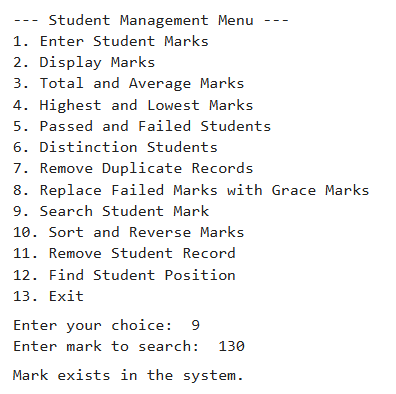 --- Student Management Menu ---
1. Enter Student Marks
2. Display Marks
3. Total and Average Marks
4. Highest and Lowest Marks
5. Passed and Failed Students
6. Distinction Students
7. Remove Duplicate Records
8. Replace Failed Marks with Grace Marks
9. Search Student Mark
10. Sort and Reverse Marks
11. Remove Student Record
12. Find Student Position
13. Exit
Enter your choice:  9
Enter mark to search:  130
Mark exists in the system.